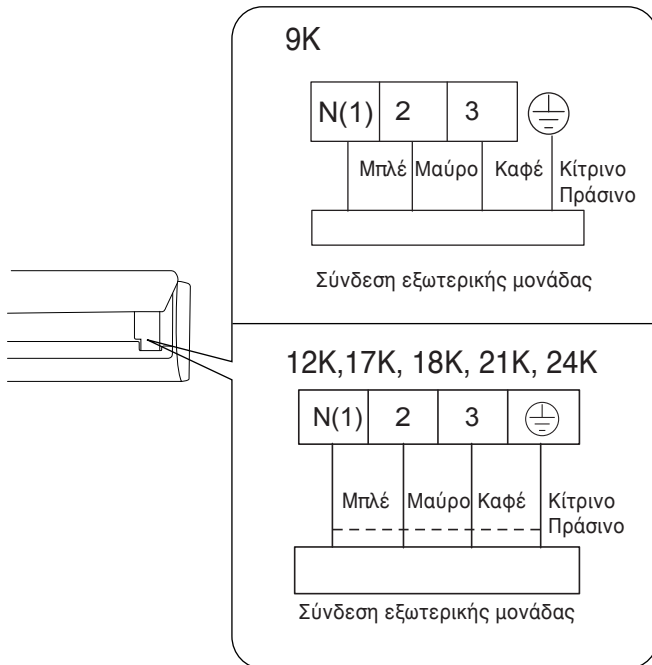 9K
N(1) 2 3
Μπλέ Μαύρο Καφέ Κίτρινο
Πράσινο
Σύνδεση εξωτερικής μονάδας
12K,17K, 18K, 21K, 24K
N(1) 2 3
Μπλέ Μαύρο Καφέ Κίτρινο
Πράσινο
Σύνδεση εξωτερικής μονάδας